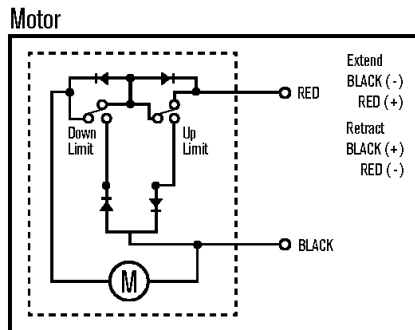 Motor
RED
Extend
BLACK (-)
RED (+)
Retract
BLACK (+)
RED (-)
Down
Limit
Up
Limit
BLACK
M